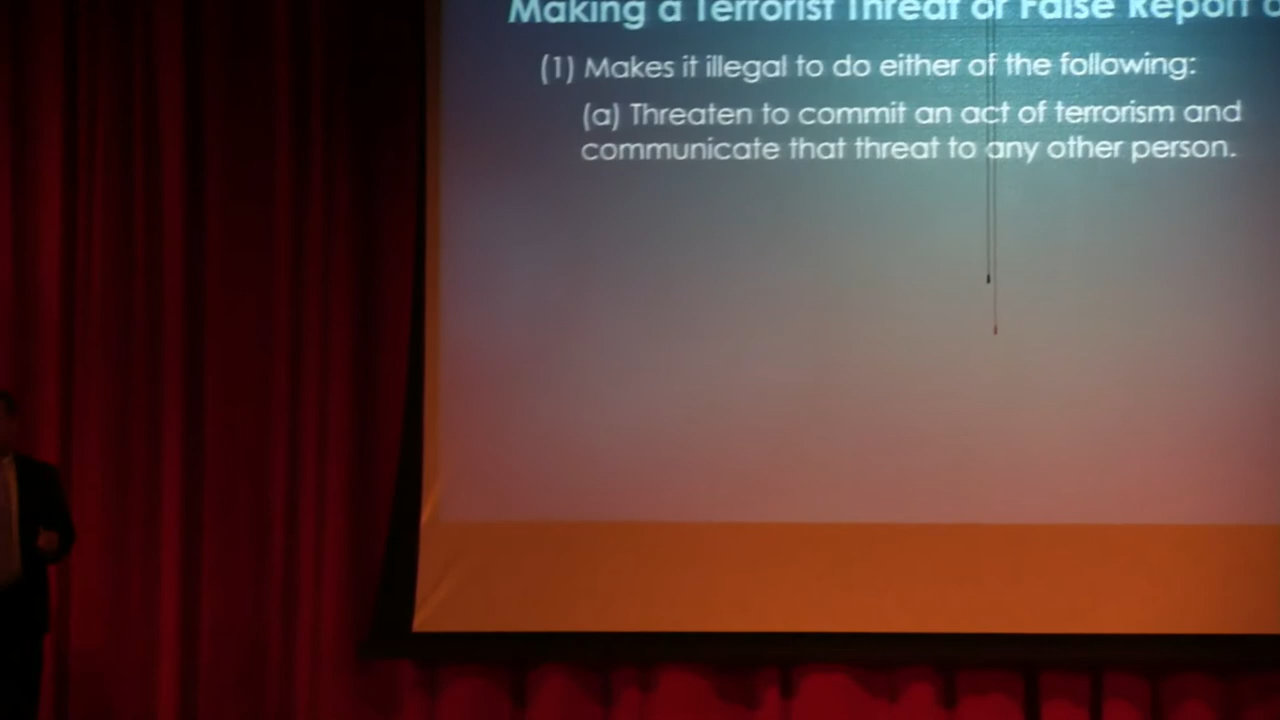 Making a Terrorist Threat or False Report o
(1) Makes it illegal to do either of the following:
(a) Threaten to commit an act of terrorism and
communicate that threat to any other person.